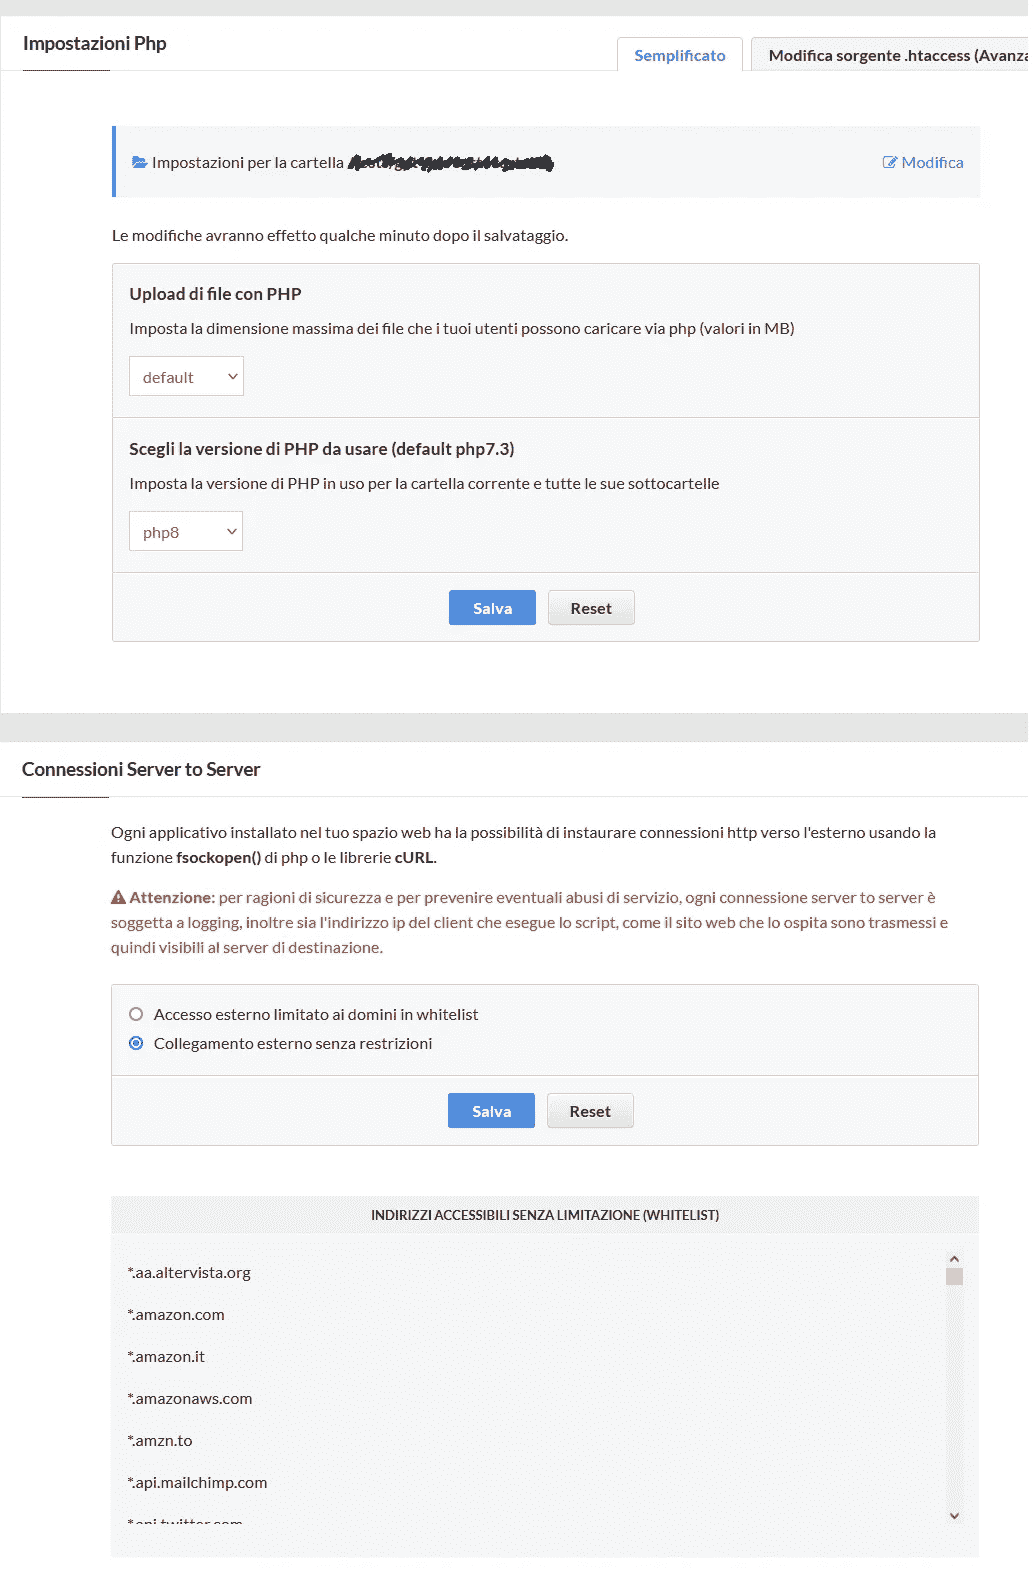 Impostazioni Php
Semplificato
Modifica sorgente .htaccess (Avanza
Impostazioni per la cartella
Modifica
Le modifiche avranno effetto qualche minuto dopo il salvataggio.
Upload di file con PHP
Imposta la dimensione massima dei file che i tuoi utenti possono caricare via php (valori in MB)
default
Scegli la versione di PHP da usare (default php7.3)
Imposta la versione di PHP in uso per la cartella corrente e tutte le sue sottocartelle
php8
Salva
Reset
Connessioni Server to Server
Ogni applicativo installato nel tuo spazio web ha la possibilità di instaurare connessioni http verso l'esterno usando la
funzione fsockopen() di php o le librerie cURL.
Attenzione: per ragioni di sicurezza e per prevenire eventuali abusi di servizio, ogni connessione server to server è
soggetta a logging, inoltre sia l'indirizzo ip del client che esegue lo script, come il sito web che lo ospita sono trasmessi e
quindi visibili al server di destinazione.
Accesso esterno limitato ai domini in whitelist
Collegamento esterno senza restrizioni
Salva
Reset
INDIRIZZI ACCESSIBILI SENZA LIMITAZIONE (WHITELIST)
*.aa.altervista.org
*.amazon.com
*.amazon.it
*.amazonaws.com
*.amzn.to
*.api.mailchimp.com
*.api.twitter.com